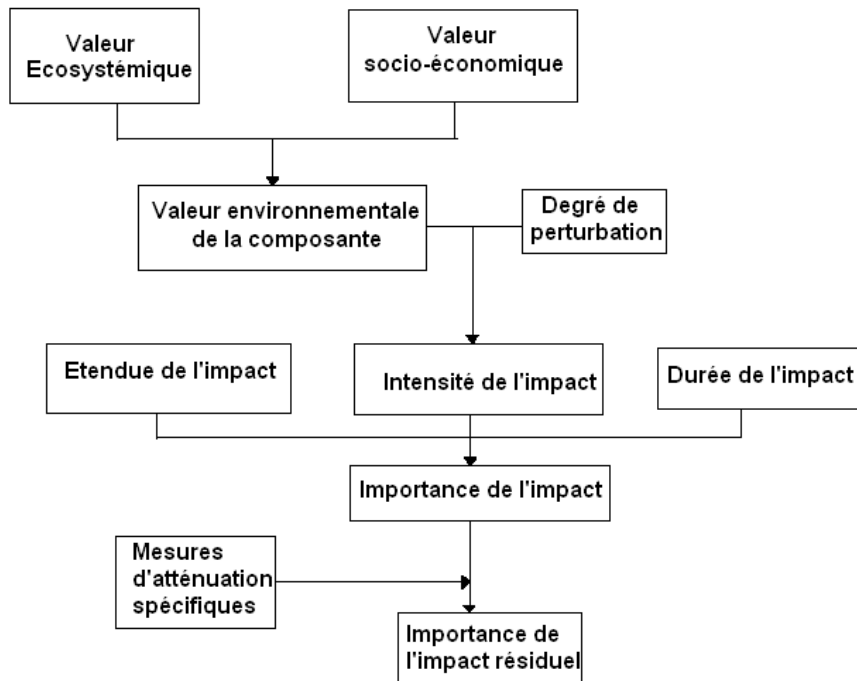 Valeur
Ecosystémique
Valeur
socio-économique
Valeur environnementale
de la composante
Degré de
perturbation
Etendue de l'impact
Intensité de l'impact
Durée de l'impact
Importance de l'impact
Mesures
d'atténuation
spécifiques
Importance de
l'impact résiduel